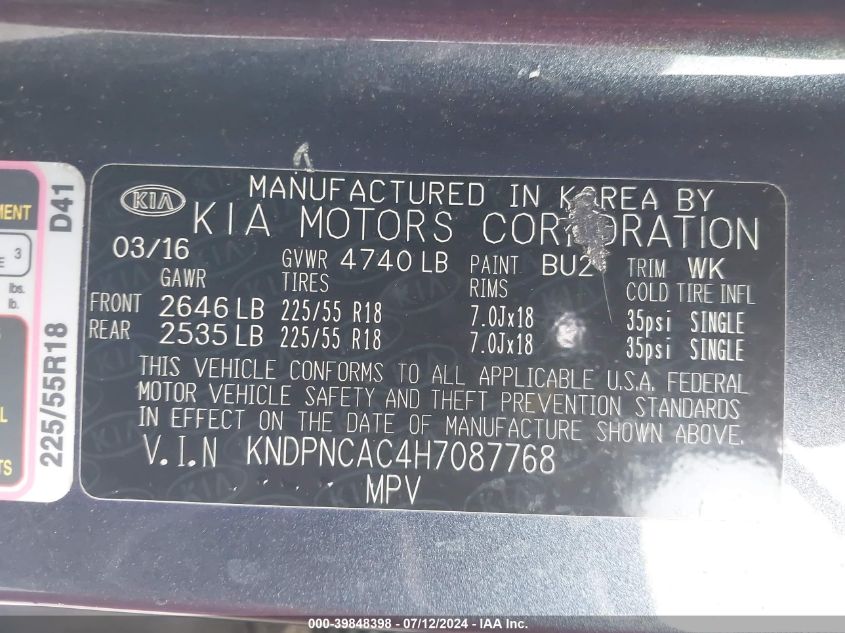 MANUFACTURED IN KOREA BY
KIA KIA MOTORS CORPORATION
03/16 GVWR 4740 LB PAINT BU2 TRIM WK
GAWR TIRES RIMS COLD TIRE INFL
FRONT 2646 LB 225/55 R18 7.0Jx18 35psi SINGLE
REAR 2535 LB 225/55 R18 7.0Jx18 35psi SINGLE
THIS VEHICLE CONFORMS TO ALL APPLICABLE U.S.A. FEDERAL
MOTOR VEHICLE SAFETY AND THEFT PREVENTION STANDARDS
IN EFFECT ON THE DATE OF MANUFACTURE SHOWN ABOVE.
V.I.N KNDPNCAC4H7087768
MPV
225/55R18 D41
3
lbs.
lb.
000-39848398 - 07/12/2024 - IAA Inc.